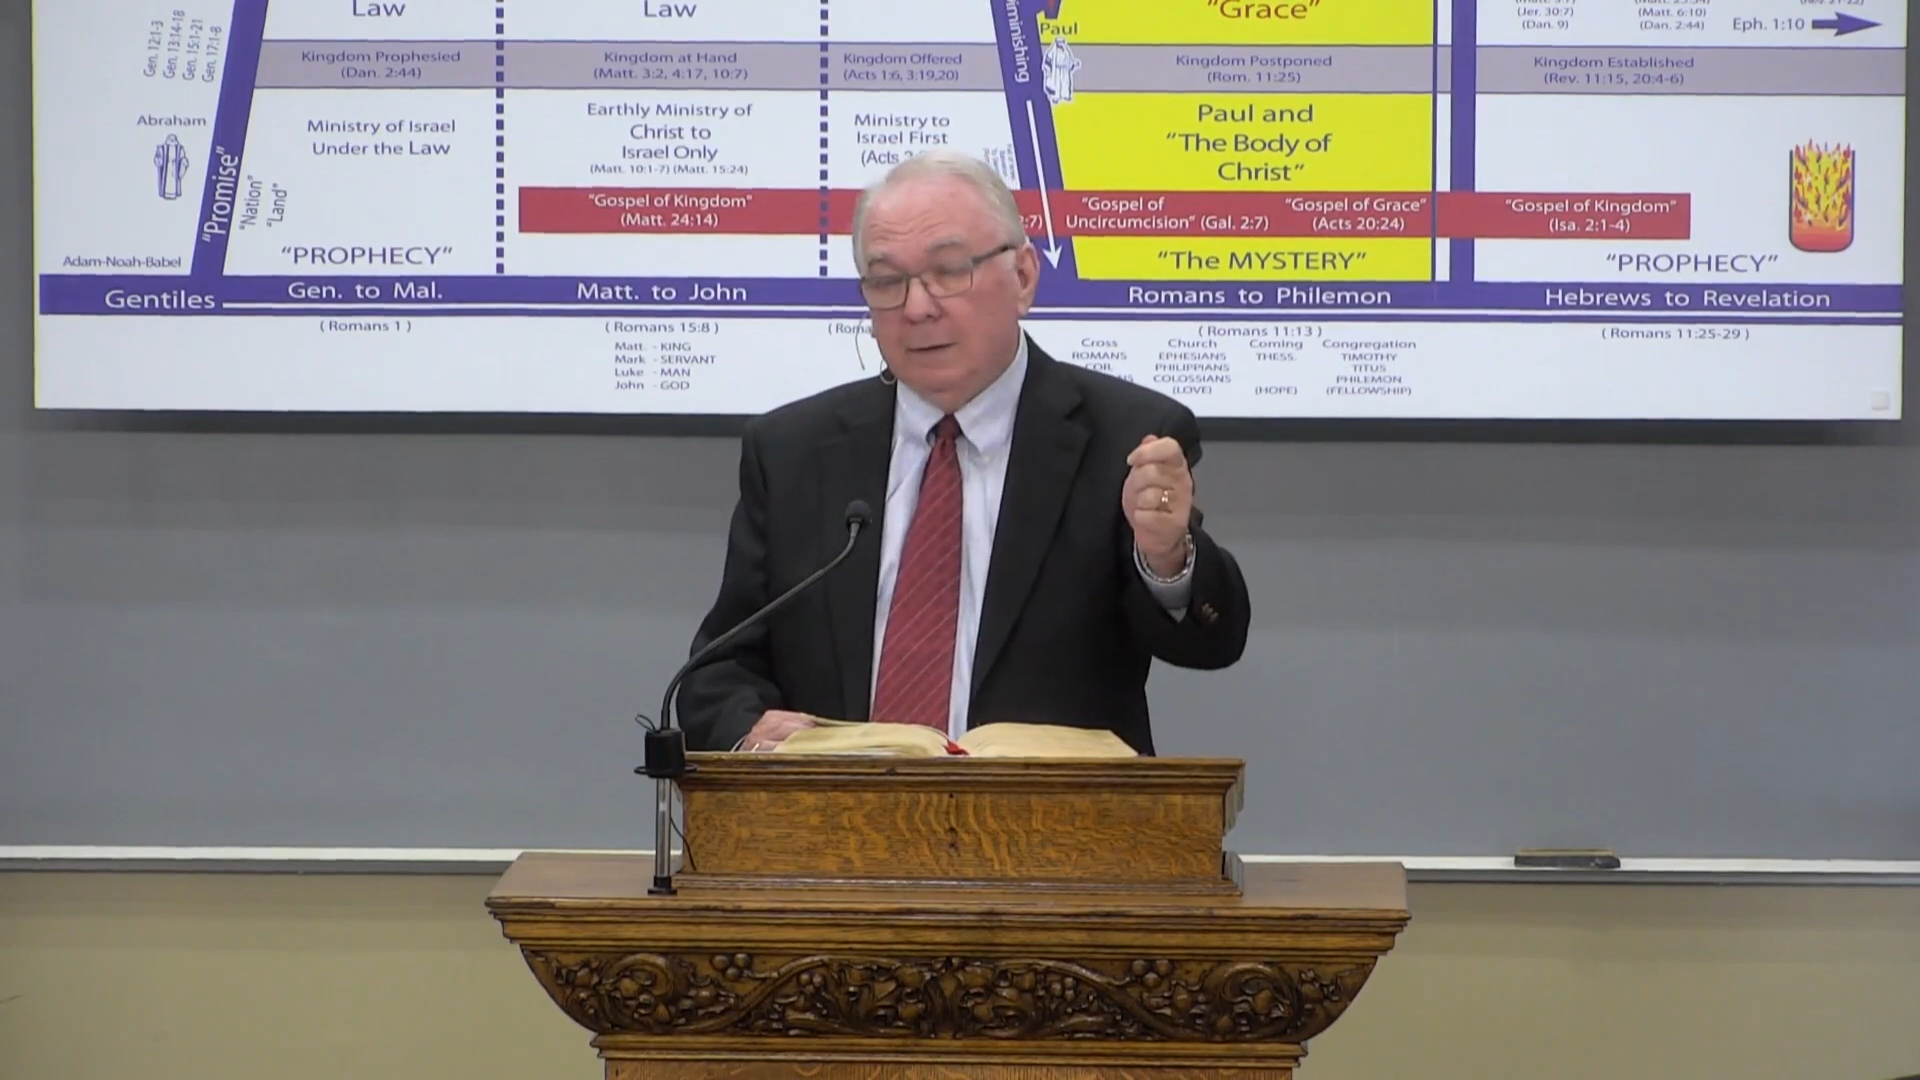 Law
Law
"Grace"
(Jer. 30:7)
(Dan. 9)
(Matt. 6:10)
(Dan. 2:44)
Eph. 1:10
Gen. 12:1-3
Gen. 13:14-18
Gen. 15:1-21
Gen. 17:1-8
Kingdom Prophesied
(Dan. 2:44)
Kingdom at Hand
(Matt. 3:2, 4:17, 10:7)
Kingdom Offered
(Acts 1:6, 3:19,20)
Paul
Kingdom Postponed
(Rom. 11:25)
Kingdom Established
(Rev. 11:15, 20:4-6)
Abraham
"Promise"
"Nation"
"Land"
Ministry of Israel
Under the Law
Earthly Ministry of
Christ to
Israel Only
(Matt. 10:1-7) (Matt. 15:24)
Ministry to
Israel First
(Acts
Paul and
"The Body of
Christ"
"Gospel of Kingdom"
(Matt. 24:14)
:7)
"Gospel of
Uncircumcision" (Gal. 2:7)
"Gospel of Grace"
(Acts 20:24)
"Gospel of Kingdom"
(Isa. 2:1-4)
Adam-Noah-Babel
"PROPHECY"
"The MYSTERY"
"PROPHECY"
Gentiles
Gen. to Mal.
Matt. to John
Romans to Philemon
Hebrews to Revelation
( Romans 1 )
( Romans 15:8 )
( Roma
( Romans 11:13 )
( Romans 11:25-29 )
Matt. - KING
Mark - SERVANT
Luke - MAN
John - GOD
Cross
ROMANS
Church
EPHESIANS
PHILIPPIANS
COLOSSIANS
(LOVE)
Coming
THESS.
(HOPE)
Congregation
TIMOTHY
TITUS
PHILEMON
(FELLOWSHIP)